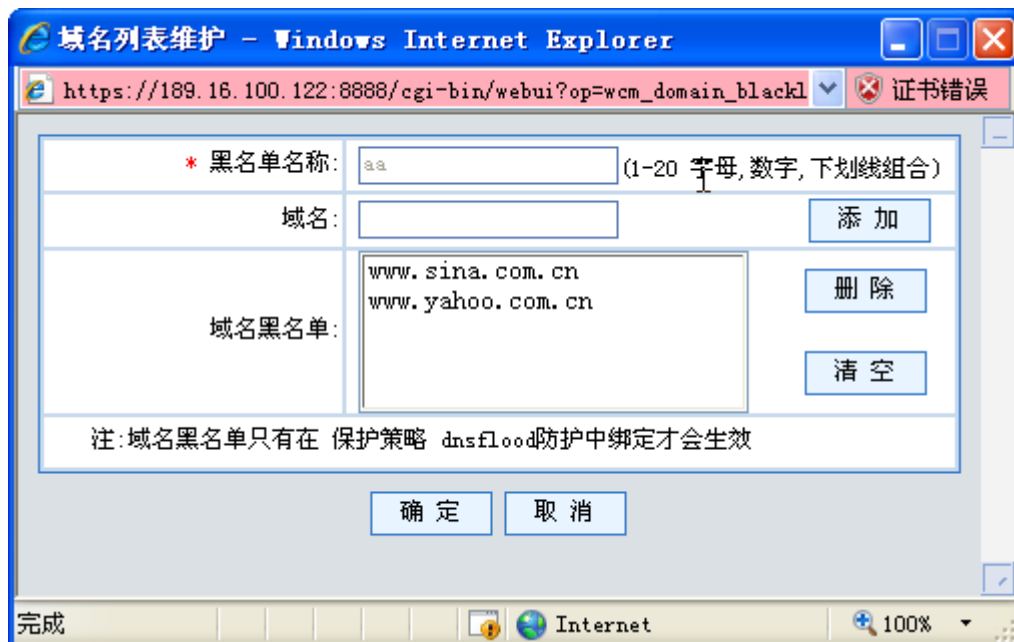 域名列表维护 - Windows Internet Explorer
https://189.16.100.122:8888/cgi-bin/webui?op=wcm_domain_blackl 证书错误
* 黑名单名称: aa (1-20 字母,数字,下划线组合)
域名: 添 加
www.sina.com.cn
www.yahoo.com.cn
删 除
域名黑名单:
清 空
注:域名黑名单只有在 保护策略 dnsflood防护中绑定才会生效
确 定 取 消
完成 Internet 100%